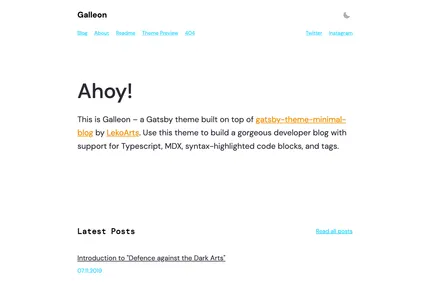 Galleon
Blog About Readme Theme Preview 404 Twitter Instagram
Ahoy!
This is Galleon – a Gatsby theme built on top of gatsby-theme-minimal-
blog by LekoArts. Use this theme to build a gorgeous developer blog with
support for Typescript, MDX, syntax-highlighted code blocks, and tags.
Latest Posts Read all posts
Introduction to "Defence against the Dark Arts"
07.11.2019